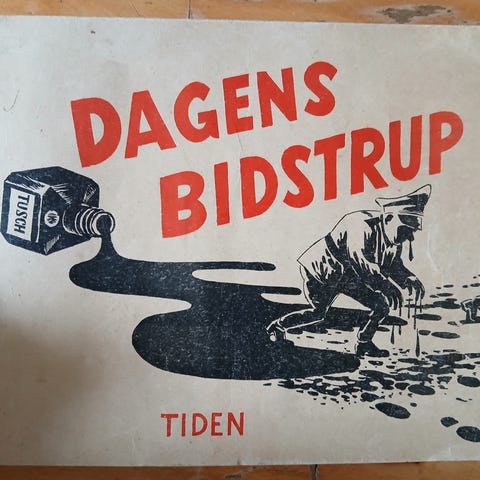 DAGENS
BIDSTRUP
TUSCH
TIDEN